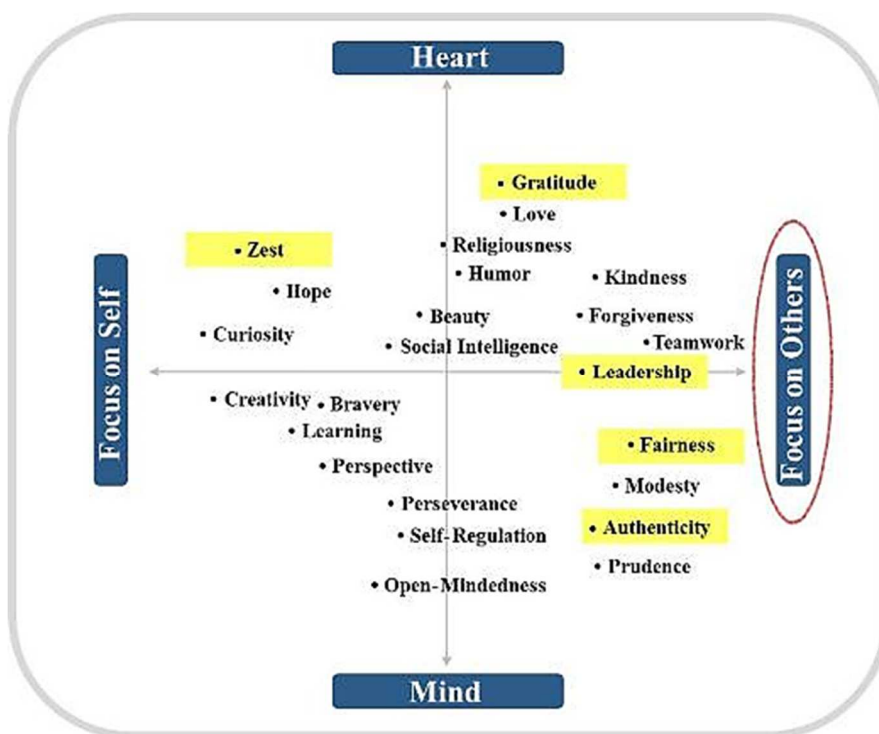 Heart
• Gratitude
• Love
• Religiousness
• Zest
• Humor
• Kindness
• Hope
• Beauty
• Forgiveness
• Curiosity
• Social Intelligence
• Teamwork
Focus on Self
• Leadership
Focus on Others
• Creativity
• Bravery
• Learning
• Fairness
• Perspective
• Modesty
• Perseverance
• Authenticity
• Self-Regulation
• Prudence
• Open-Mindedness
Mind